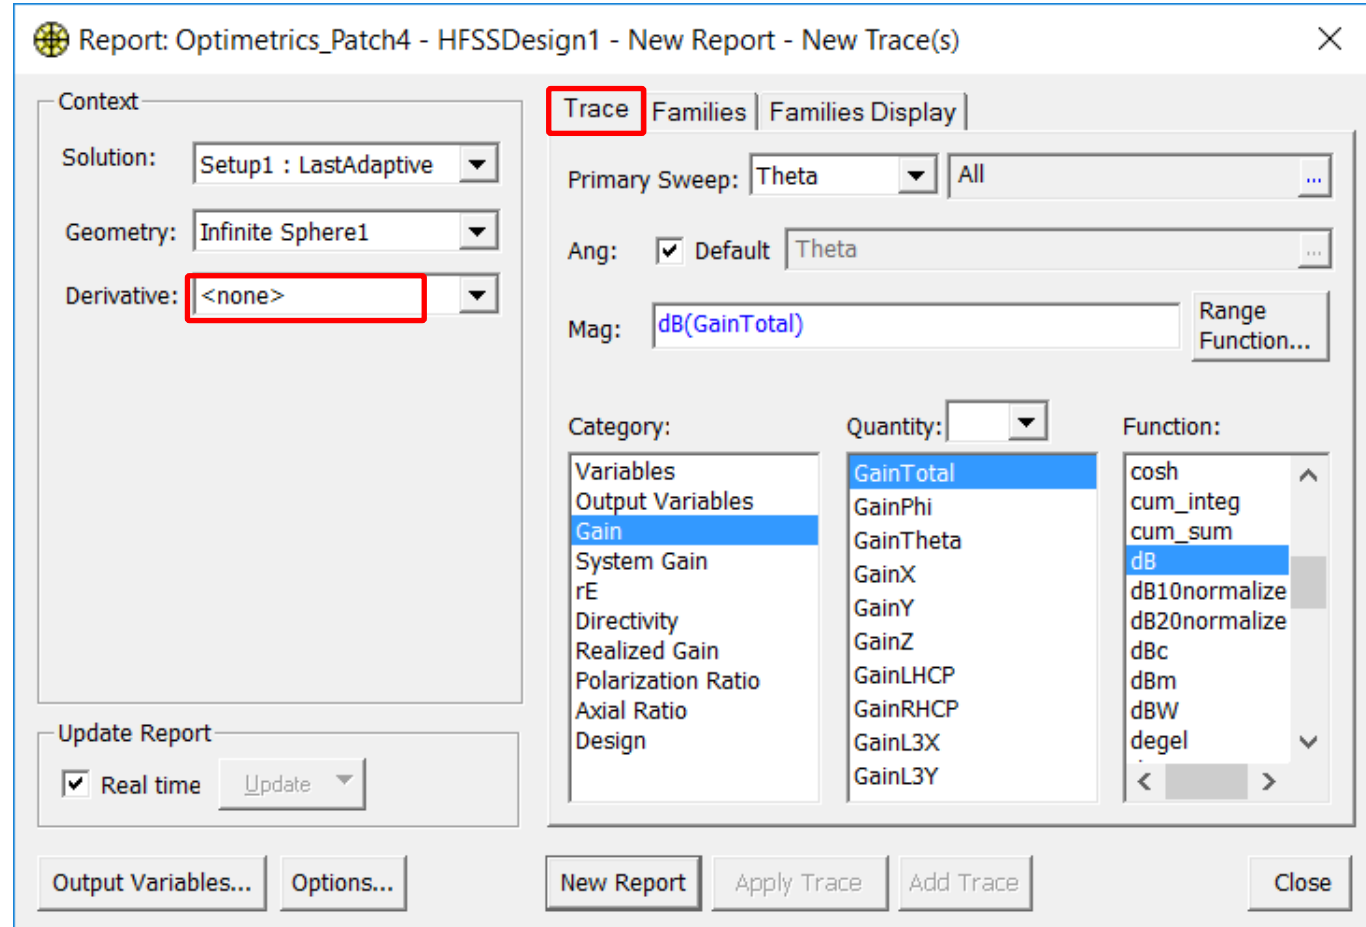 Report: Optimetrics_Patch4 - HFSSDesign1 - New Report - New Trace(s)
Context
Solution: Setup1 : LastAdaptive
Geometry: Infinite Sphere1
Derivative: <none>
Update Report
Real time Update
Output Variables... Options...
Trace Families Families Display
Primary Sweep: Theta All ...
Ang: Default Theta ...
Mag: dB(GainTotal) Range
Function...
Category:
Variables
Output Variables
Gain
System Gain
rE
Directivity
Realized Gain
Polarization Ratio
Axial Ratio
Design
Quantity:
GainTotal
GainPhi
GainTheta
GainX
GainY
GainZ
GainLHCP
GainRHCP
GainL3X
GainL3Y
Function:
cosh
cum_integ
cum_sum
dB
dB10normalize
dB20normalize
dBc
dBm
dBW
degel
New Report Apply Trace Add Trace Close